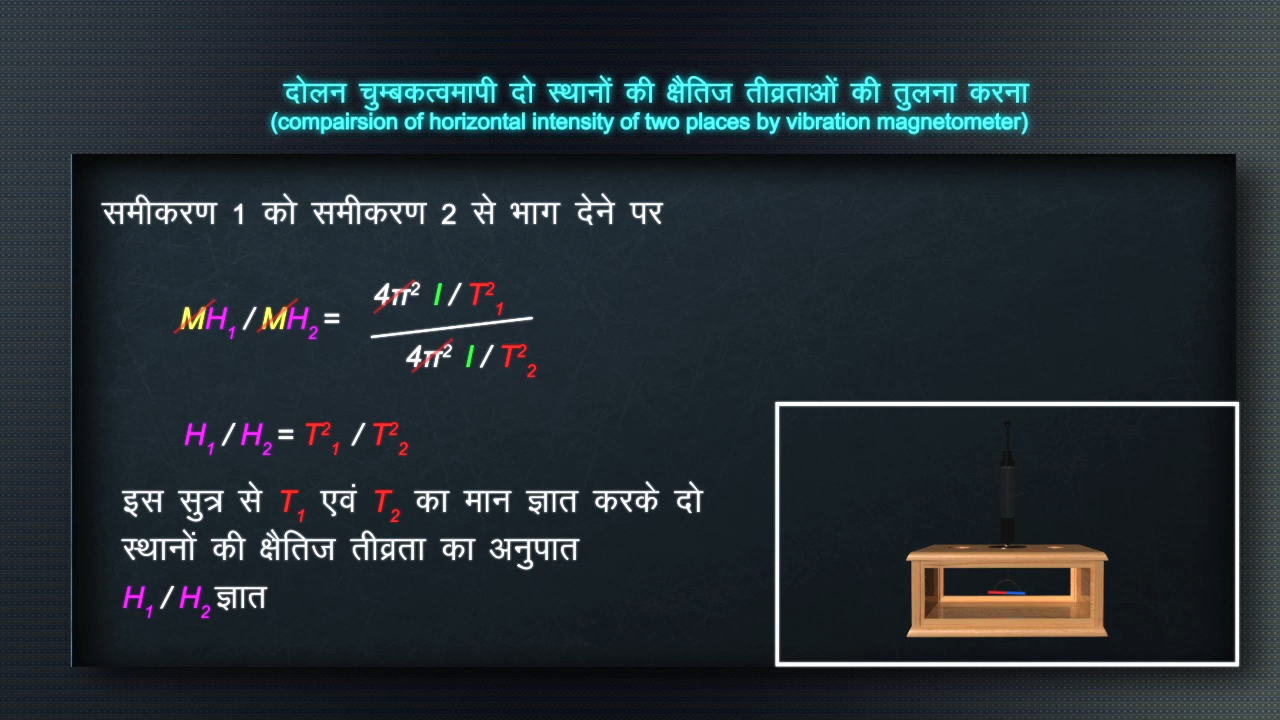 दोलन चुम्बकत्वमापी दो स्थानों की क्षैतिज तीव्रताओं की तुलना करना
(compairsion of horizontal intensity of two places by vibration magnetometer)
समीकरण 1 को समीकरण 2 से भाग देने पर
MH₁ / MH₂ =
4π² I / T²₁
4π² I / T²₂
H₁ / H₂ = T²₁ / T²₂
इस सुत्र से T₁ एवं T₂ का मान ज्ञात करके दो
स्थानों की क्षैतिज तीव्रता का अनुपात
H₁ / H₂ ज्ञात